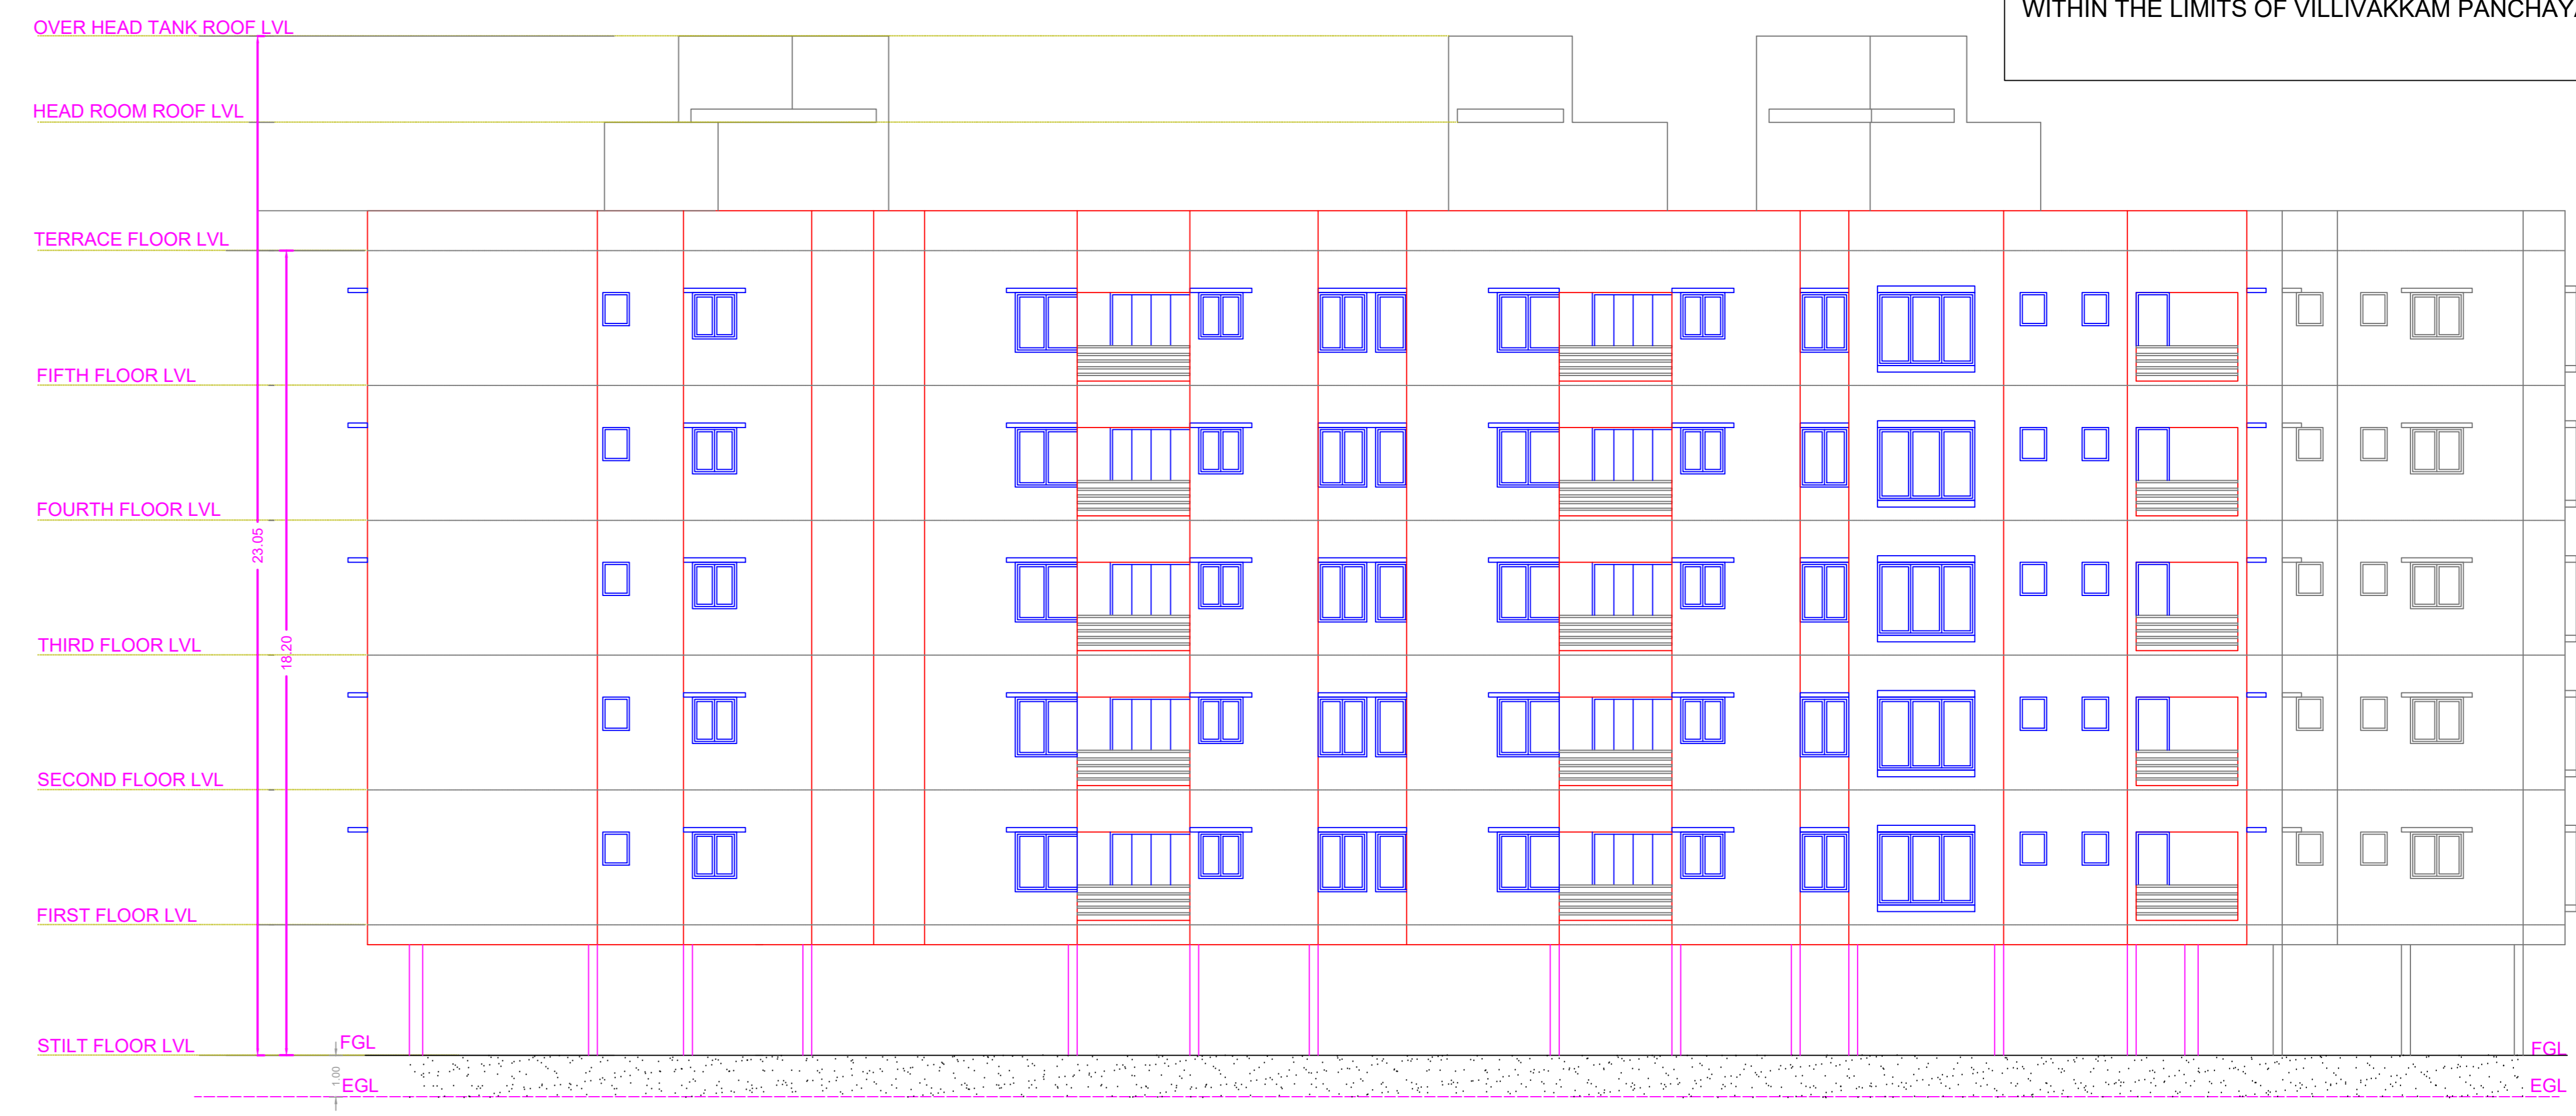 WITHIN THE LIMITS OF VILLIVAKKAM
OVER HEAD TANK ROOF LVL
HEAD ROOM ROOF LVL
TERRACE FLOOR LVL
FIFTH FLOOR LVL
FOURTH FLOOR LVL
23.05
THIRD FLOOR LVL
18.20
SECOND FLOOR LVL
FIRST FLOOR LVL
STILT FLOOR LVL
FGL
FGL
1.00
EGL
EGL